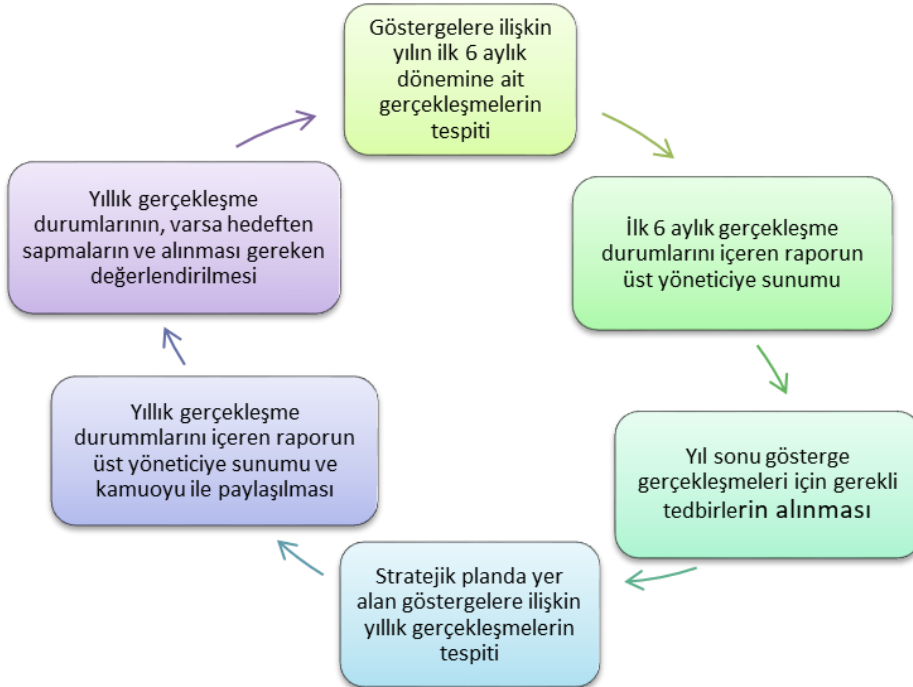 Göstergelere ilişkin
yılın ilk 6 aylık
dönemine ait
gerçekleşmelerin
tespiti
İlk 6 aylık gerçekleşme
durumlarını içeren raporun
üst yöneticiye sunumu
Yıl sonu gösterge
gerçekleşmeleri için gerekli
tedbirlerin alınması
Stratejik planda yer
alan göstergelere ilişkin
yıllık gerçekleşmelerin
tespiti
Yıllık gerçekleşme
durummlarını içeren raporun
üst yöneticiye sunumu ve
kamuoyu ile paylaşılması
Yıllık gerçekleşme
durumlarının, varsa hedeften
sapmaların ve alınması gereken
değerlendirilmesi